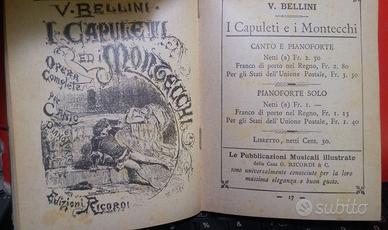 V. BELLINI
I CAPULETI
ED I
MONTECCHI
OPERA
Completa
PER
CANTO
Edizioni RICORDI
V. BELLINI
I Capuleti e i Montecchi
CANTO E PIANOFORTE
Netti (a) Fr. 2. 50
Franco di porto nel Regno, Fr. 2. 80
Per gli Stati dell'Unione Postale, Fr. 3. 30
PIANOFORTE SOLO
Netti (a) Fr. 1. —
Franco di porto nel Regno, Fr. 1. 15
Per gli Stati dell'Unione Postale, Fr. 1. 40
LIBRETTO, netti Cent. 50.
Le Pubblicazioni Musicali illustrate
della Casa G. RICORDI & C.
sono universalmente conosciute per la loro
massima eleganza e buon gusto.
— 17 —
subito